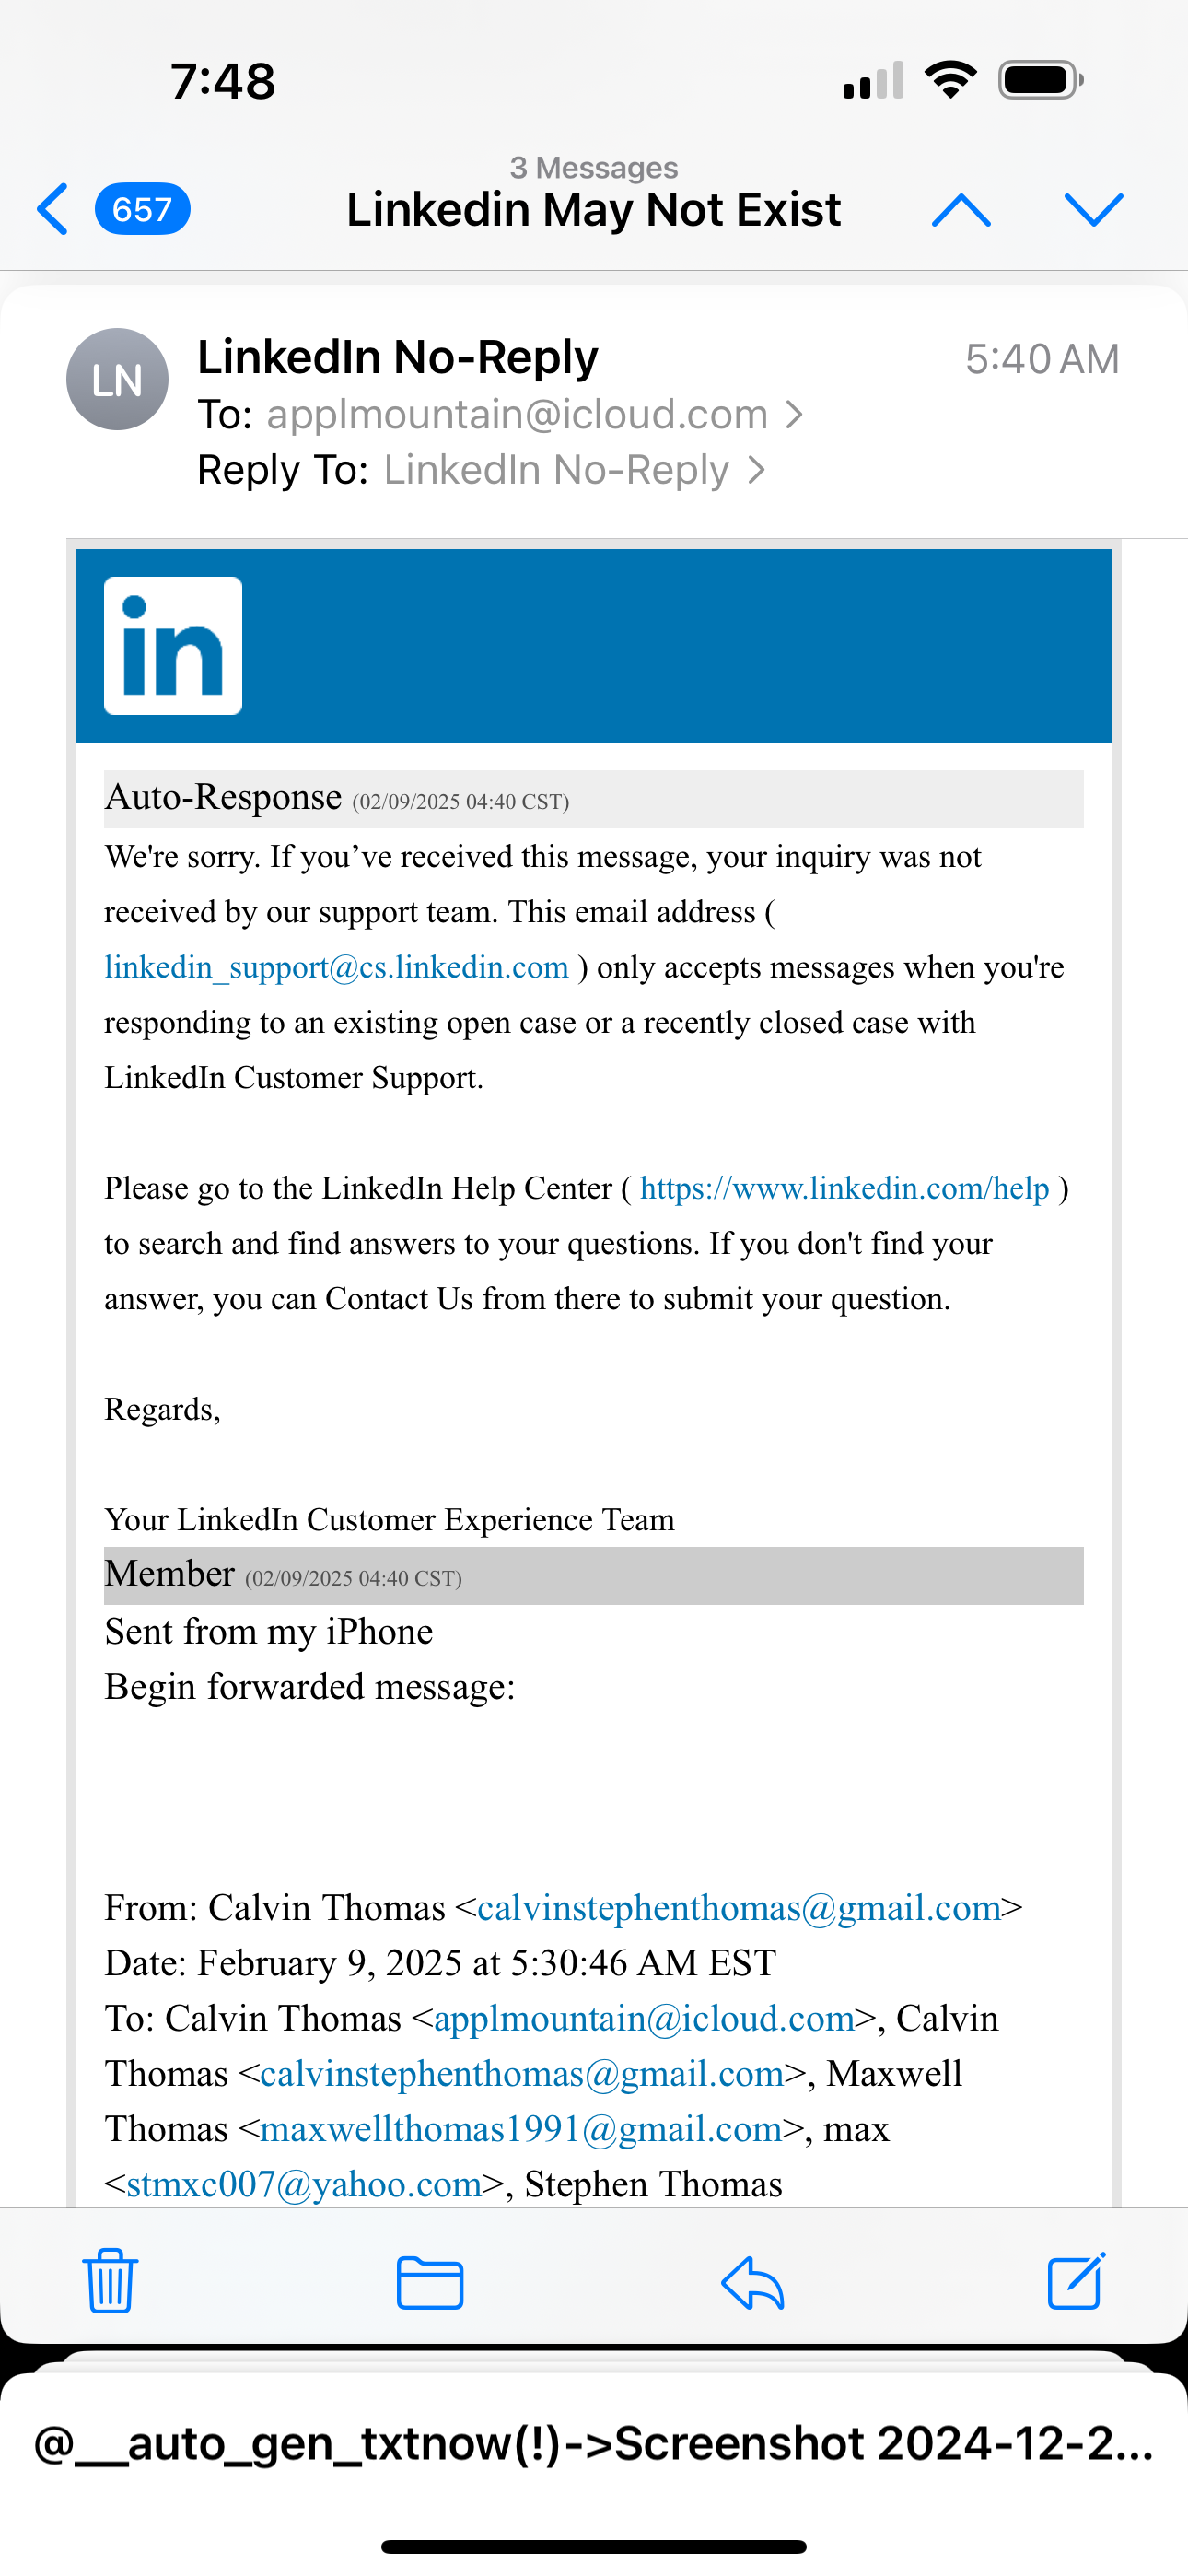 7:48
3 Messages
657
Linkedin May Not Exist
LN
LinkedIn No-Reply
5:40 AM
To: applmountain@icloud.com
Reply To: LinkedIn No-Reply
in
Auto-Response (02/09/2025 04:40 CST)
We're sorry. If you’ve received this message, your inquiry was not
received by our support team. This email address (
linkedin_support@cs.linkedin.com ) only accepts messages when you're
responding to an existing open case or a recently closed case with
LinkedIn Customer Support.
Please go to the LinkedIn Help Center ( https://www.linkedin.com/help )
to search and find answers to your questions. If you don't find your
answer, you can Contact Us from there to submit your question.
Regards,
Your LinkedIn Customer Experience Team
Member (02/09/2025 04:40 CST)
Sent from my iPhone
Begin forwarded message:
From: Calvin Thomas <calvinstephenthomas@gmail.com>
Date: February 9, 2025 at 5:30:46 AM EST
To: Calvin Thomas <applmountain@icloud.com>, Calvin
Thomas <calvinstephenthomas@gmail.com>, Maxwell
Thomas <maxwellthomas1991@gmail.com>, max
<stmxc007@yahoo.com>, Stephen Thomas
@__auto_gen_txtnow(!)->Screenshot 2024-12-2...